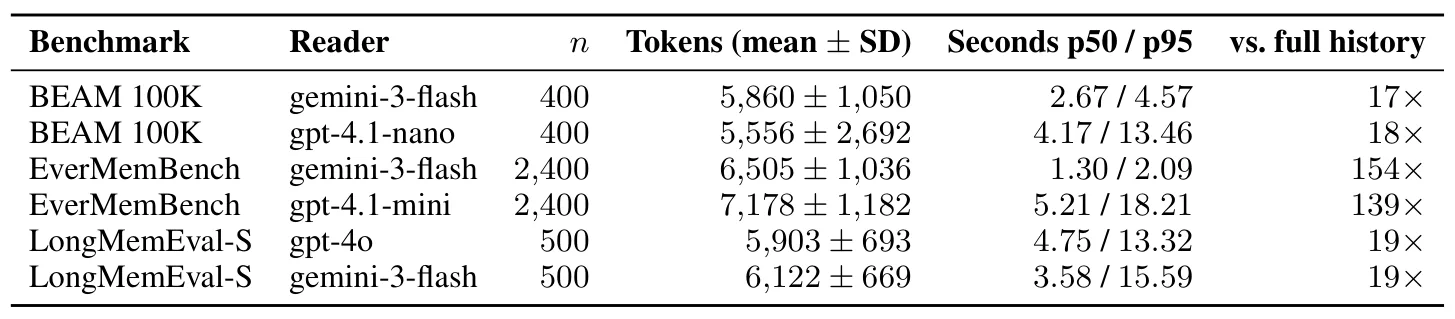 Benchmark Reader n Tokens (mean ± SD) Seconds p50 / p95 vs. full history
BEAM 100K gemini-3-flash 400 5,860 ± 1,050 2.67 / 4.57 17×
BEAM 100K gpt-4.1-nano 400 5,556 ± 2,692 4.17 / 13.46 18×
EverMemBench gemini-3-flash 2,400 6,505 ± 1,036 1.30 / 2.09 154×
EverMemBench gpt-4.1-mini 2,400 7,178 ± 1,182 5.21 / 18.21 139×
LongMemEval-S gpt-4o 500 5,903 ± 693 4.75 / 13.32 19×
LongMemEval-S gemini-3-flash 500 6,122 ± 669 3.58 / 15.59 19×